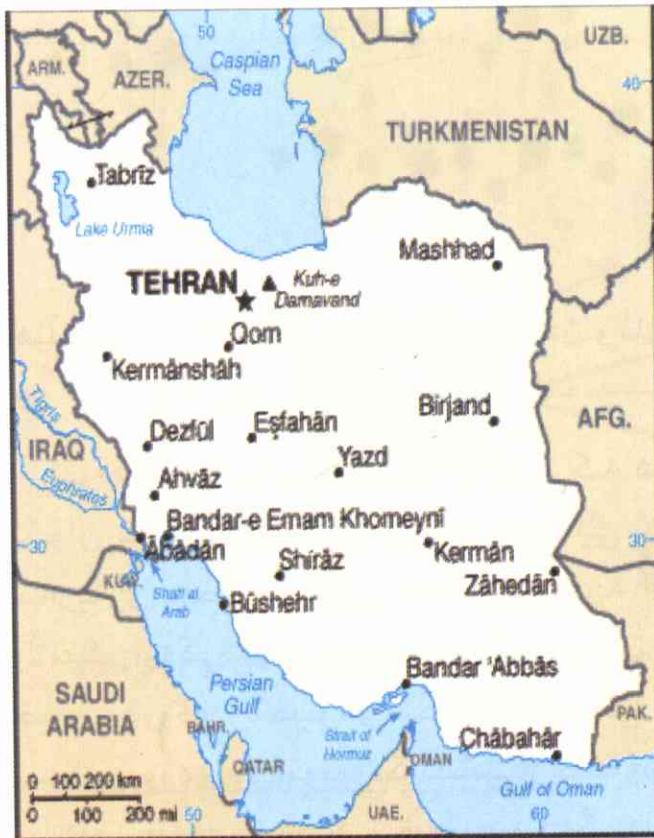 50
UZB.
Caspian
Sea
ARM.
AZER.
40
TURKMENISTAN
Tabrīz
Lake Urmia
Mashhad
TEHRAN
Kuh-e
Damavand
Qom
Kermānshāh
Tigris
Dezfūl
Eşfahān
Birjand
AFG.
IRAQ
Yazd
Euphrates
Ahvāz
Bandar-e Emam Khomeynī
30
Ābādān
Kermān
30
KUW.
Shīrāz
Zāhedān
Shatt al
Arab
Būshehr
Bandar 'Abbās
SAUDI
ARABIA
Persian
Gulf
PAK.
BAHR.
Strait of
Hormuz
Chābahār
QATAR
OMAN
0 100 200 km
0 100 200 mi
50
UAE.
Gulf of Oman
60